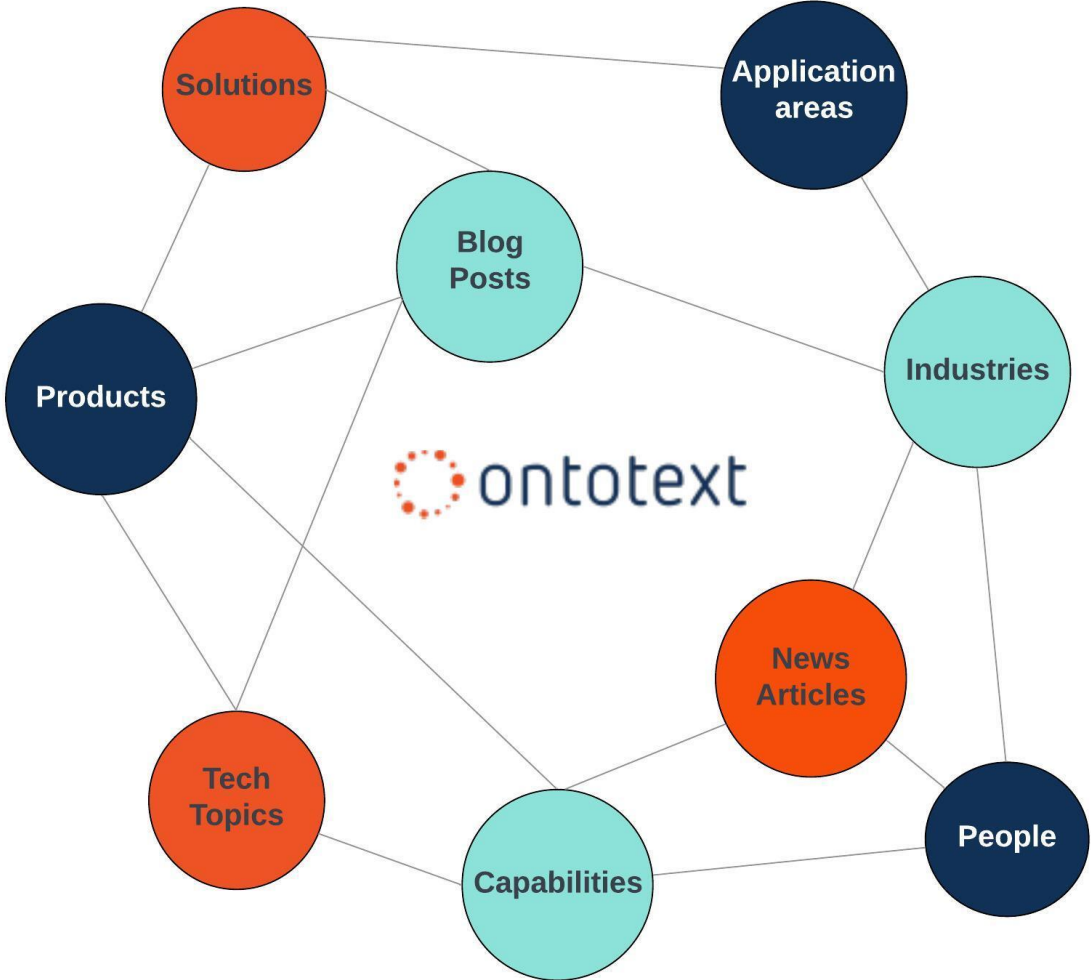 Solutions
Application
areas
Blog
Posts
Industries
Products
ontotext
News
Articles
Tech
Topics
People
Capabilities